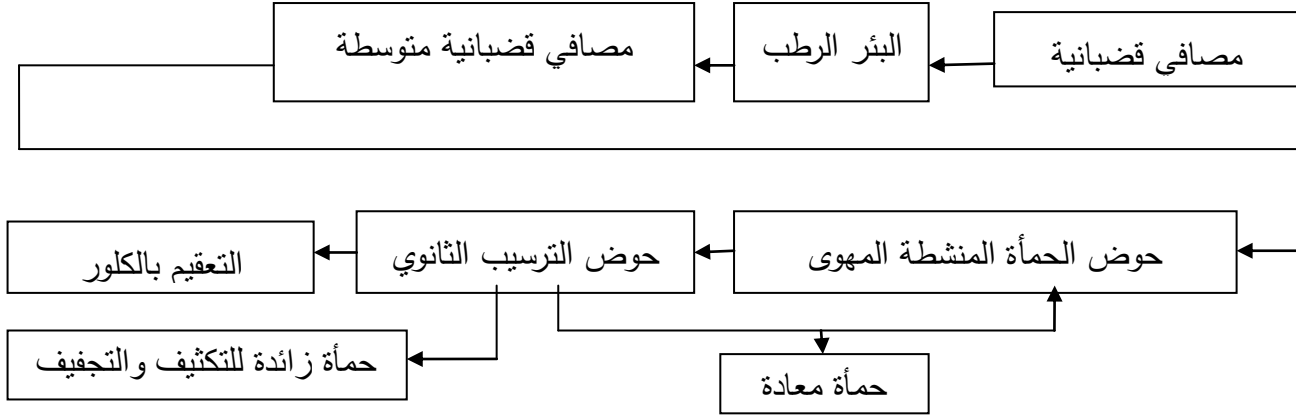 مصافي قضبانية
البئر الرطب
مصافي قضبانية متوسطة
حوض الحمأة المنشطة المهوى
حوض الترسيب الثانوي
التعقيم بالكلور
حمأة زائدة للتكثيف والتجفيف
حمأة معادة